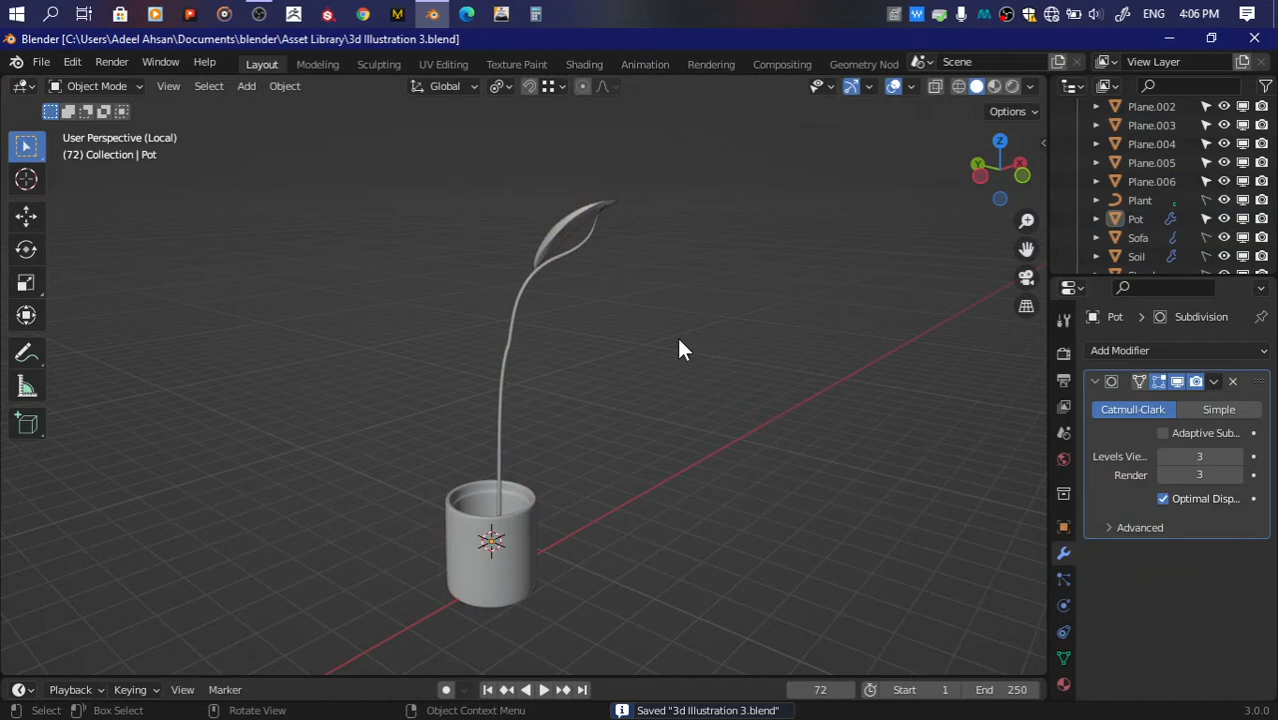 ENG
4:06 PM
Blender [C:\Users\Adeel Ahsan\Documents\blender\Asset Library\3d Illustration 3.blend]
File Edit Render Window Help
Layout Modeling Sculpting UV Editing Texture Paint Shading Animation Rendering Compositing Geometry Nod
Scene
View Layer
Object Mode View Select Add Object
Global
Options
User Perspective (Local)
(72) Collection | Pot
Z
Y
X
Plane.002
Plane.003
Plane.004
Plane.005
Plane.006
Plant
Pot
Sofa
Soil
Pot > Subdivision
Add Modifier
Catmull-Clark Simple
Adaptive Sub...
Levels Vie... 3
Render 3
Optimal Disp...
Advanced
Playback Keying View Marker
72
Start 1
End 250
Select
Box Select
Rotate View
Object Context Menu
Saved "3d Illustration 3.blend"
3.0.0